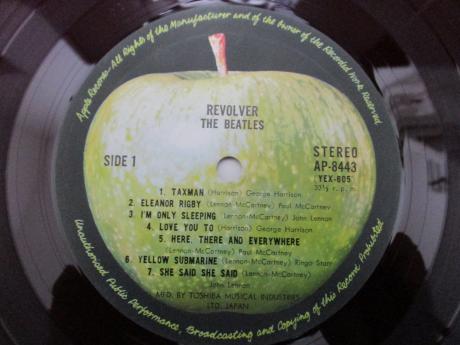 Apple Records - All Rights of the Manufacturer and of the Owner of the Recorded Work Reserved
REVOLVER
THE BEATLES
SIDE 1
STEREO
AP-8443
YEX-605
33⅓ r. p. m.
1. TAXMAN (Harrison) George Harrison
2. ELEANOR RIGBY (Lennon-McCartney) Paul McCartney
3. I'M ONLY SLEEPING (Lennon-McCartney) John Lennon
4. LOVE YOU TO (Harrison) George Harrison
5. HERE, THERE AND EVERYWHERE
(Lennon-McCartney) Paul McCartney
6. YELLOW SUBMARINE (Lennon-McCartney) Ringo Starr
7. SHE SAID SHE SAID (Lennon-McCartney)
John Lennon
MFD. BY TOSHIBA MUSICAL INDUSTRIES
LTD. JAPAN
Unauthorized Public Performance, Broadcasting and Copying of this Record Prohibited